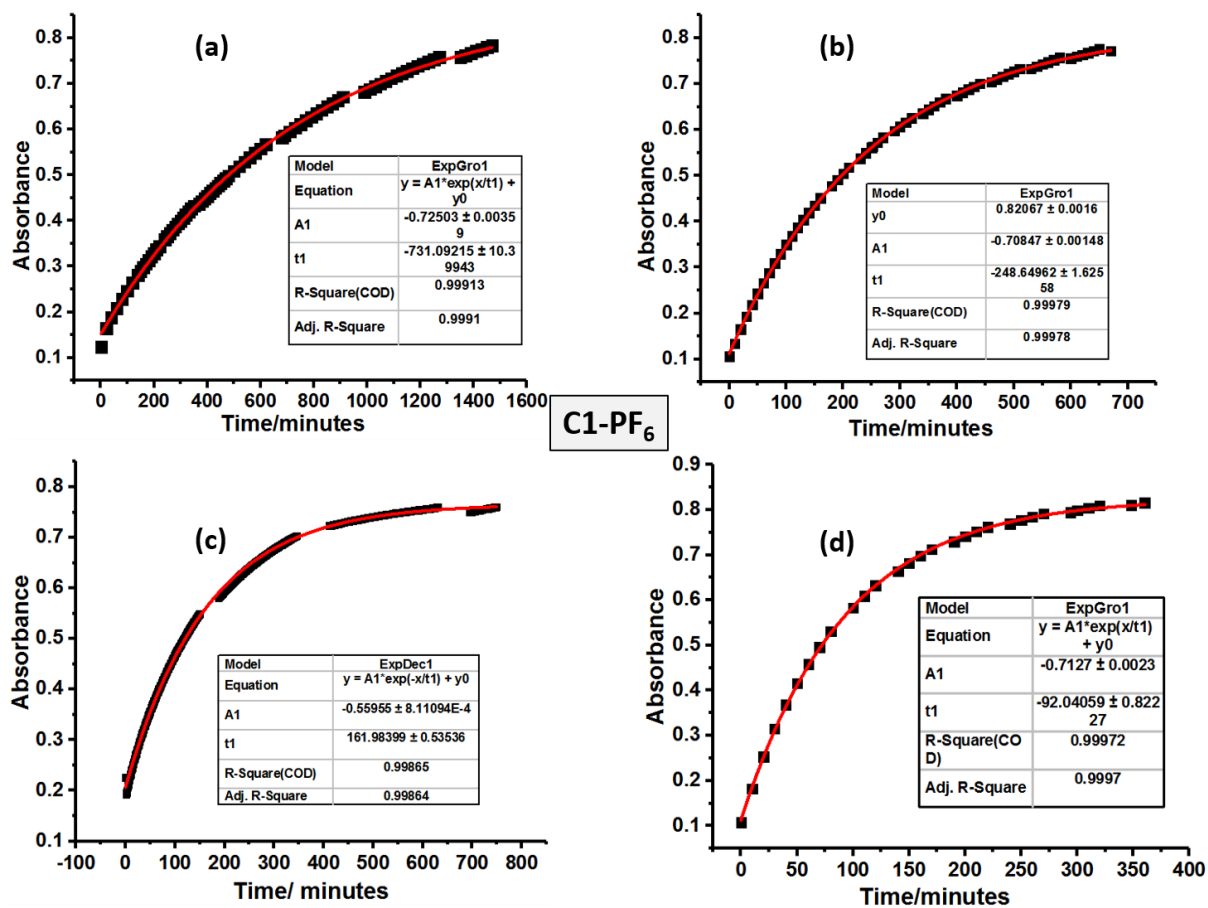 (a)
0.8
0.7
0.6
0.5
0.4
0.3
0.2
0.1
Absorbance
0 200 400 600 800 1000 1200 1400 1600
Time/minutes
Model ExpGro1
Equation y = A1*exp(x/t1) +
y0
A1 -0.72503 ± 0.0035
9
t1 -731.09215 ± 10.3
9943
R-Square(COD) 0.99913
Adj. R-Square 0.9991
(b)
0.8
0.7
0.6
0.5
0.4
0.3
0.2
0.1
Absorbance
0 100 200 300 400 500 600 700
Time/minutes
Model ExpGro1
y0 0.82067 ± 0.0016
A1 -0.70847 ± 0.00148
t1 -248.64962 ± 1.625
58
R-Square(COD) 0.99979
Adj. R-Square 0.99978
C1-PF6
(c)
0.8
0.7
0.6
0.5
0.4
0.3
0.2
0.1
Absorbance
-100 0 100 200 300 400 500 600 700 800
Time/ minutes
Model ExpDec1
Equation y = A1*exp(-x/t1) + y0
A1 -0.55955 ± 8.11094E-4
t1 161.98399 ± 0.53536
R-Square(COD) 0.99865
Adj. R-Square 0.99864
(d)
0.9
0.8
0.7
0.6
0.5
0.4
0.3
0.2
0.1
Absorbance
0 50 100 150 200 250 300 350 400
Time/minutes
Model ExpGro1
Equation y = A1*exp(x/t1)
+ y0
A1 -0.7127 ± 0.0023
t1 -92.04059 ± 0.822
27
R-Square(CO
D) 0.99972
Adj. R-Square 0.9997